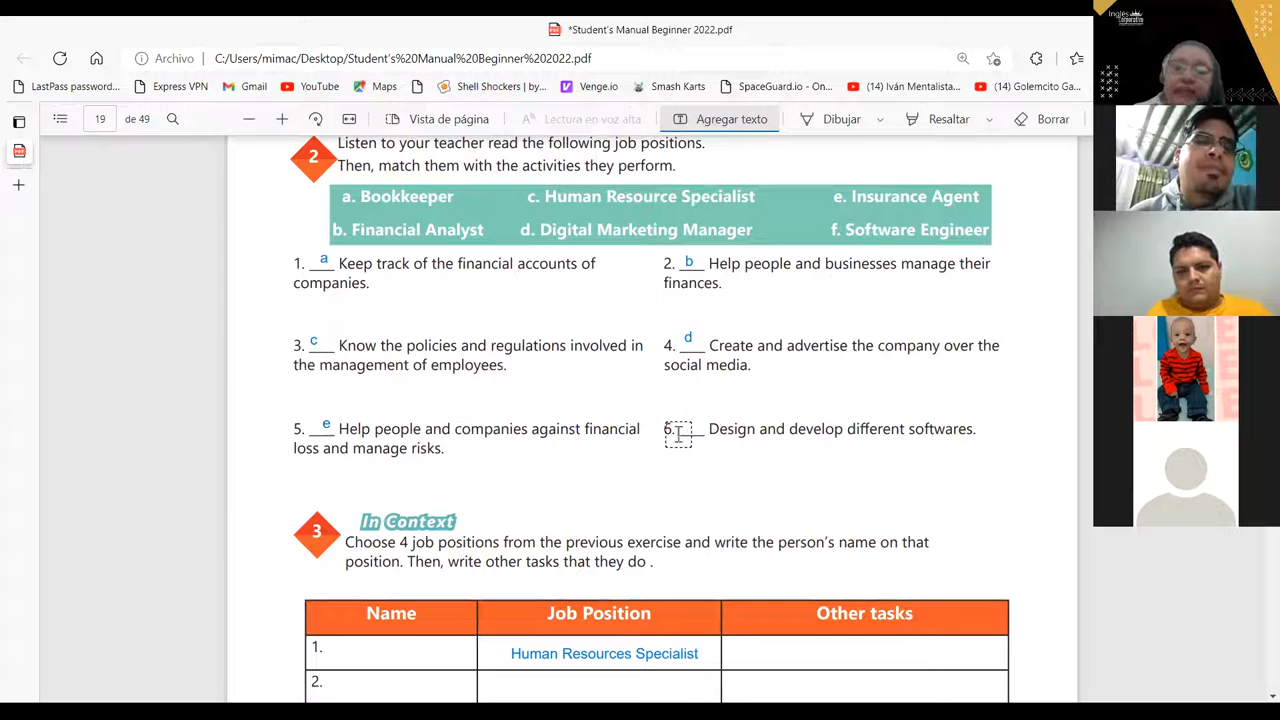 *Student's Manual Beginner 2022.pdf
Archivo C:/Users/mimac/Desktop/Student's%20Manual%20Beginner%202022.pdf
LastPass password... Express VPN Gmail YouTube Maps Shell Shockers | by... Venge.io Smash Karts SpaceGuard.io - On... (14) Iván Mentalista... (14) Golemcito Ga...
19 de 49 Vista de página Lectura en voz alta Agregar texto Dibujar Resaltar Borrar
Inglés
Corporativo
2 Listen to your teacher read the following job positions.
Then, match them with the activities they perform.
a. Bookkeeper c. Human Resource Specialist e. Insurance Agent
b. Financial Analyst d. Digital Marketing Manager f. Software Engineer
1. a Keep track of the financial accounts of
companies.
2. b Help people and businesses manage their
finances.
3. c Know the policies and regulations involved in
the management of employees.
4. d Create and advertise the company over the
social media.
5. e Help people and companies against financial
loss and manage risks.
6. ___ Design and develop different softwares.
3 In Context
Choose 4 job positions from the previous exercise and write the person's name on that
position. Then, write other tasks that they do .
Name Job Position Other tasks
1. Human Resources Specialist
2.